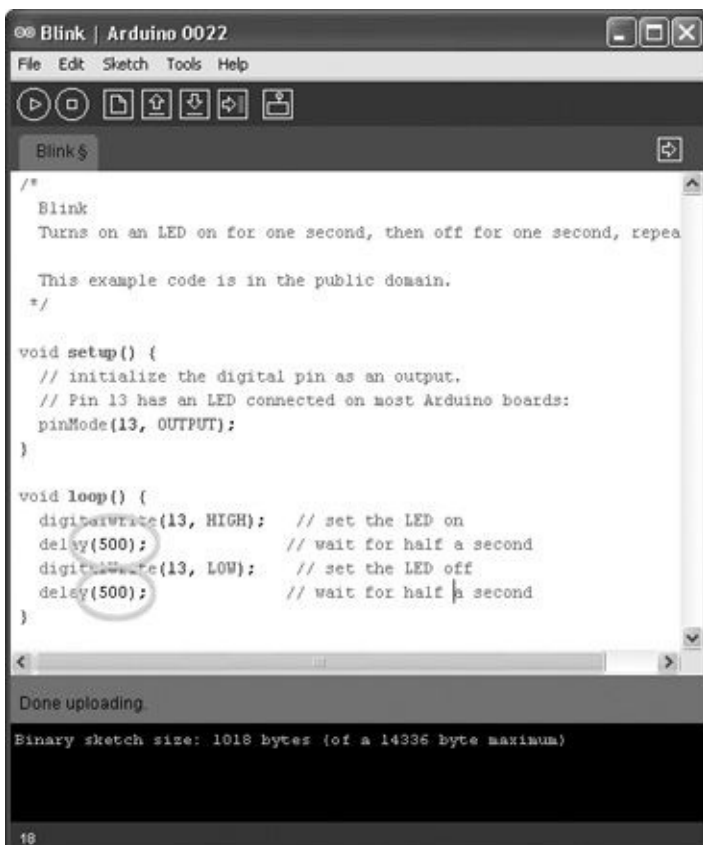 Blink | Arduino 0022
File Edit Sketch Tools Help
Blink §
/*
  Blink
  Turns on an LED on for one second, then off for one second, repea

  This example code is in the public domain.
 */

void setup() {
  // initialize the digital pin as an output.
  // Pin 13 has an LED connected on most Arduino boards:
  pinMode(13, OUTPUT);
}

void loop() {
  digitalWrite(13, HIGH);   // set the LED on
  delay(500);              // wait for half a second
  digitalWrite(13, LOW);    // set the LED off
  delay(500);              // wait for half a second
}
Done uploading.
Binary sketch size: 1018 bytes (of a 14336 byte maximum)
18